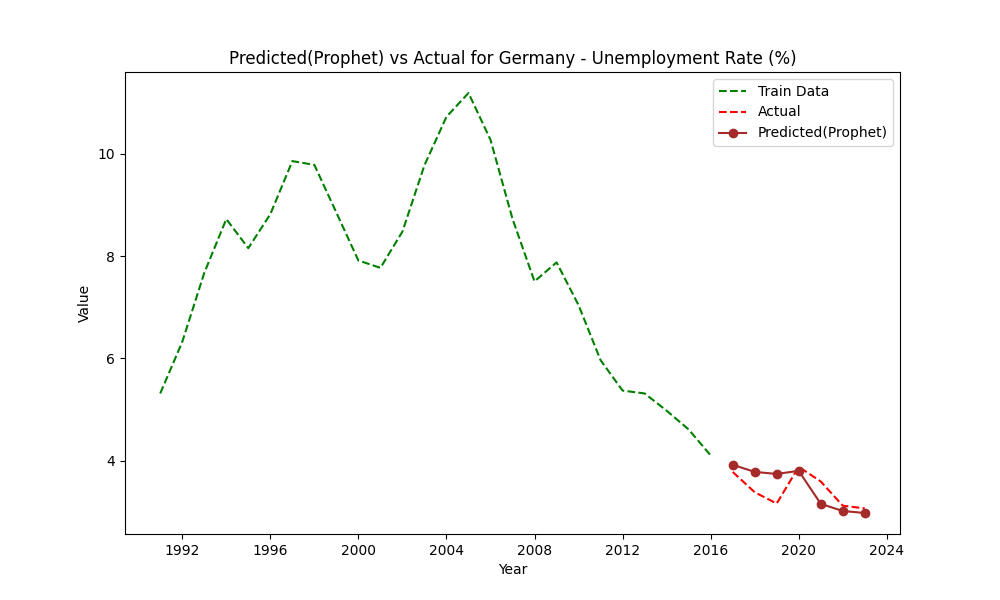 Predicted(Prophet) vs Actual for Germany - Unemployment Rate (%)
Train Data
Actual
Predicted(Prophet)
10
8
6
4
Value
1992 1996 2000 2004 2008 2012 2016 2020 2024
Year